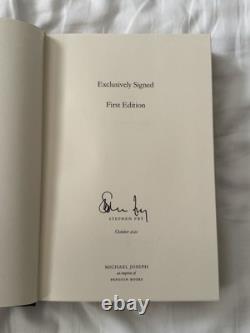 Exclusively Signed
First Edition
STEPHEN FRY
October 2020
MICHAEL JOSEPH
an imprint of
PENGUIN BOOKS